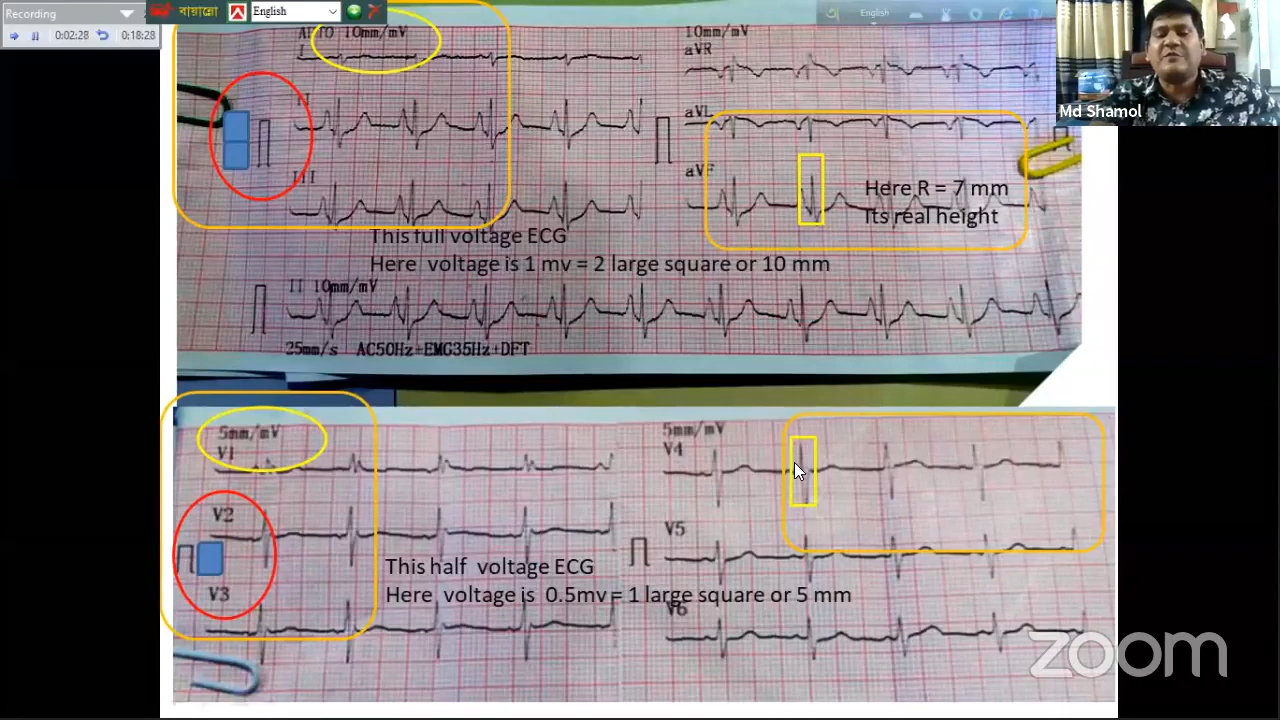 Recording
বায়ান্নো
English
English
0:02:28
0:18:28
Md Shamol
AUTO 10mm/mV
I
II
III
10mm/mV
aVR
aVL
aVF
Here R = 7 mm
Its real height
This full voltage ECG
Here voltage is 1 mv = 2 large square or 10 mm
II 10mm/mV
25mm/s AC50Hz+EMG35Hz+DFT
5mm/mV
V1
V2
V3
5mm/mV
V4
V5
V6
This half voltage ECG
Here voltage is 0.5mv = 1 large square or 5 mm
zoom